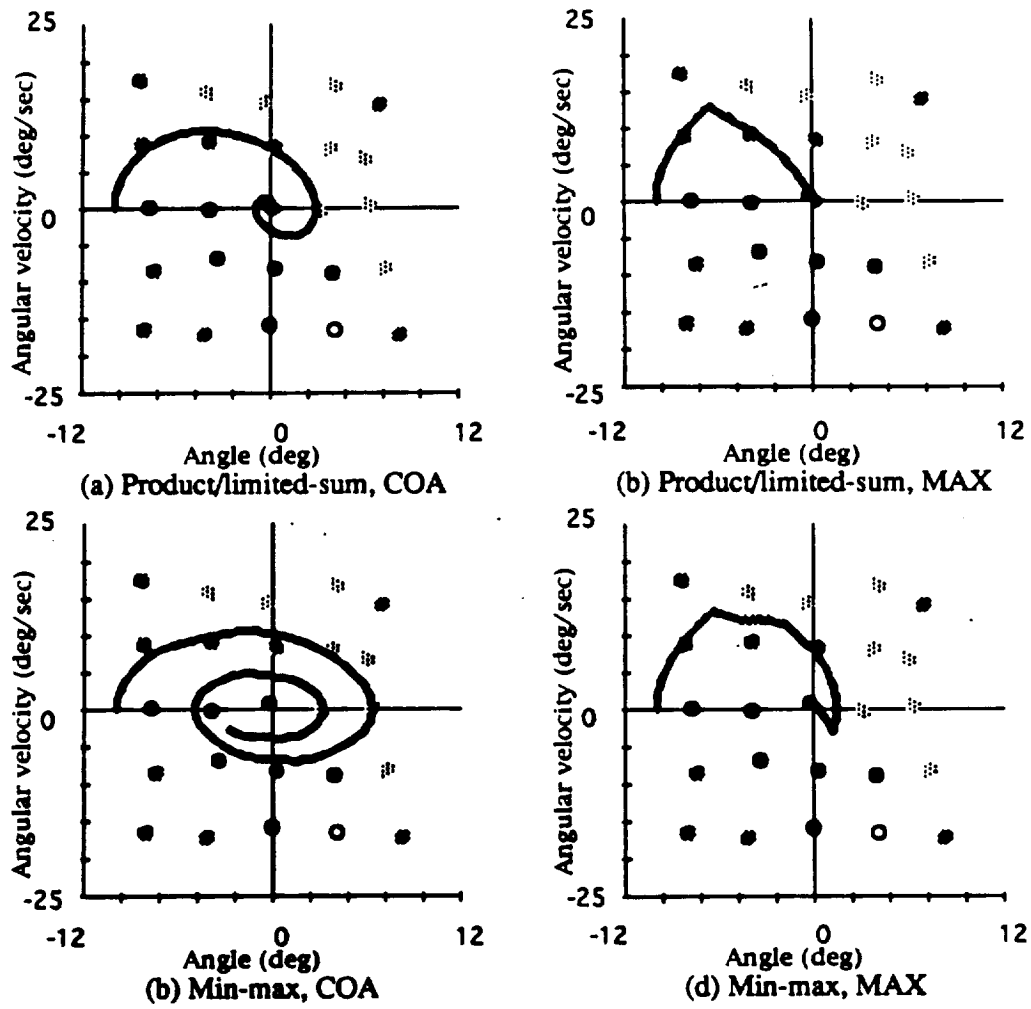 25
Angular velocity (deg/sec)
0
-25
-12
0
12
Angle (deg)
(a) Product/limited-sum, COA
25
Angular velocity (deg/sec)
0
-25
-12
0
12
Angle (deg)
(b) Product/limited-sum, MAX
25
Angular velocity (deg/sec)
0
-25
-12
0
12
Angle (deg)
(b) Min-max, COA
25
Angular velocity (deg/sec)
0
-25
-12
0
12
Angle (deg)
(d) Min-max, MAX